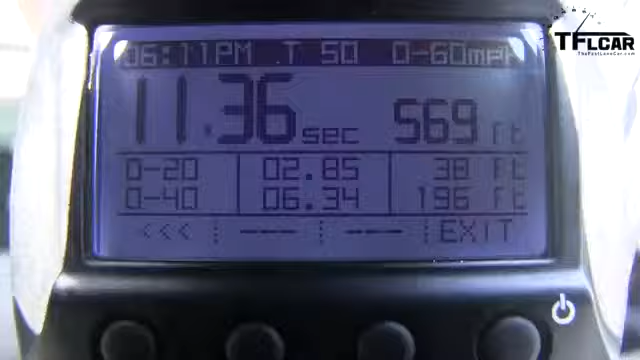 TFLCAR
TheFastLaneCar.com
06:11PM T 50 0-60mph
11.36 sec 569 ft
0-20 02.85 38 ft
0-40 06.34 196 ft
<<< ---- ---- EXIT